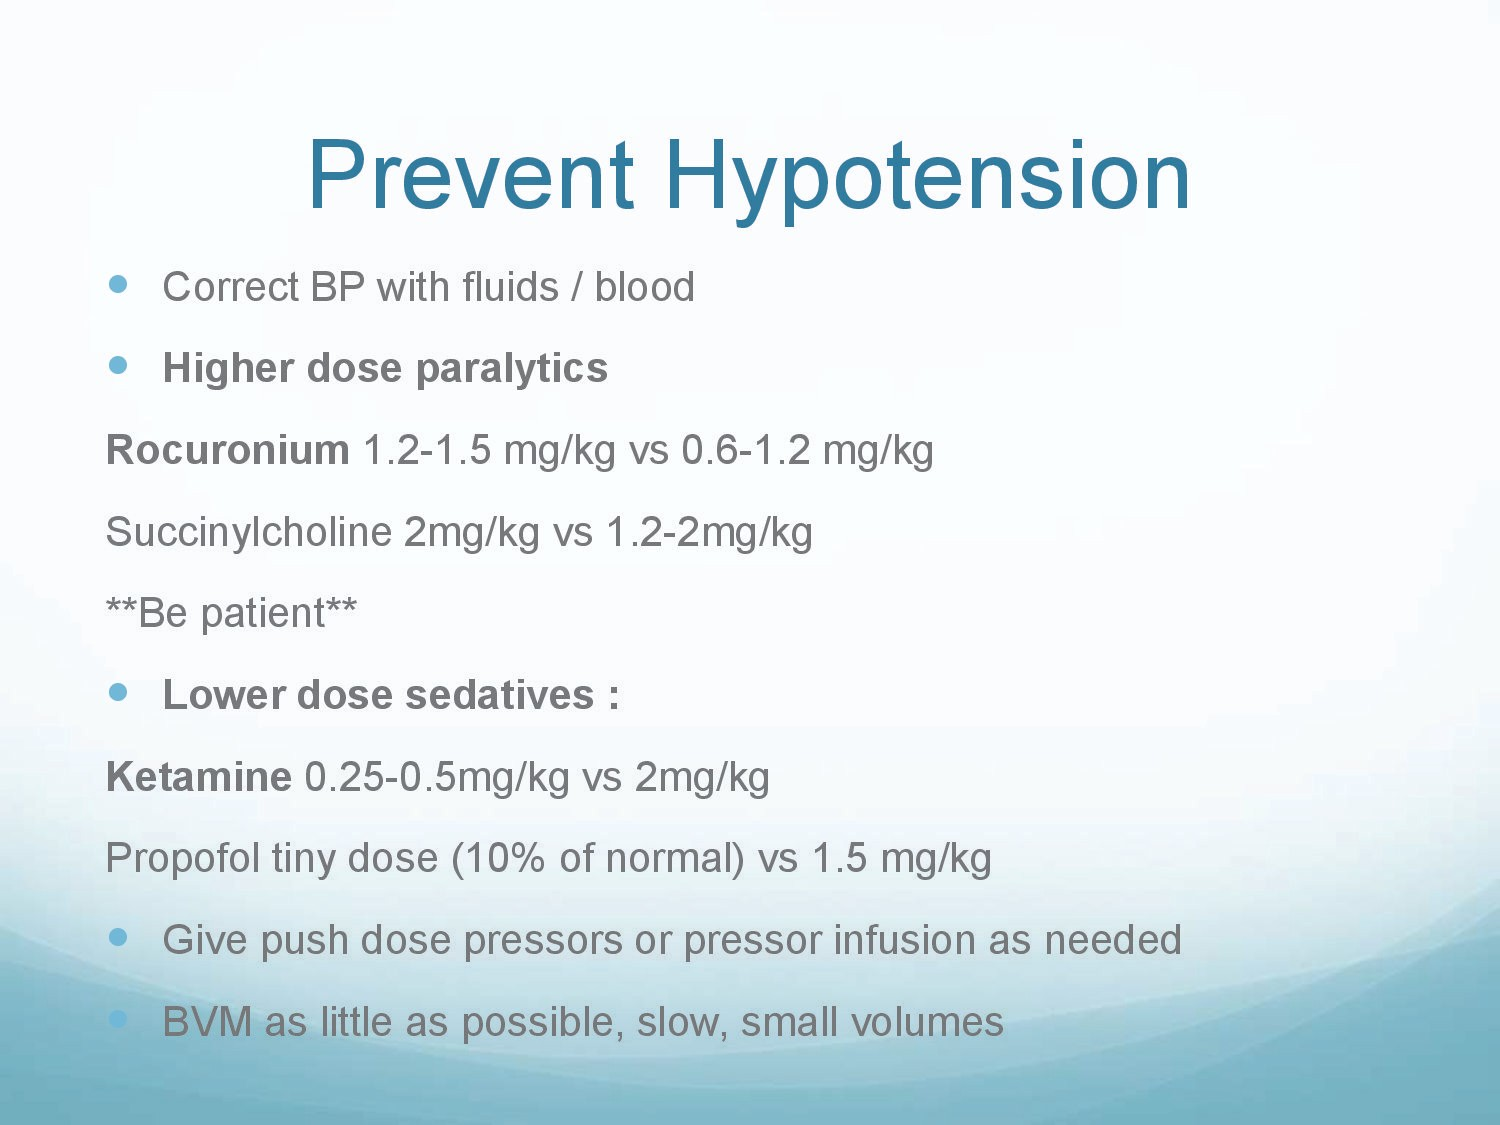 Prevent Hypotension
Correct BP with fluids / blood
Higher dose paralytics
Rocuronium 1.2-1.5 mg/kg vs 0.6-1.2 mg/kg
Succinylcholine 2mg/kg vs 1.2-2mg/kg
**Be patient**
Lower dose sedatives :
Ketamine 0.25-0.5mg/kg vs 2mg/kg
Propofol tiny dose (10% of normal) vs 1.5 mg/kg
Give push dose pressors or pressor infusion as needed
BVM as little as possible, slow, small volumes